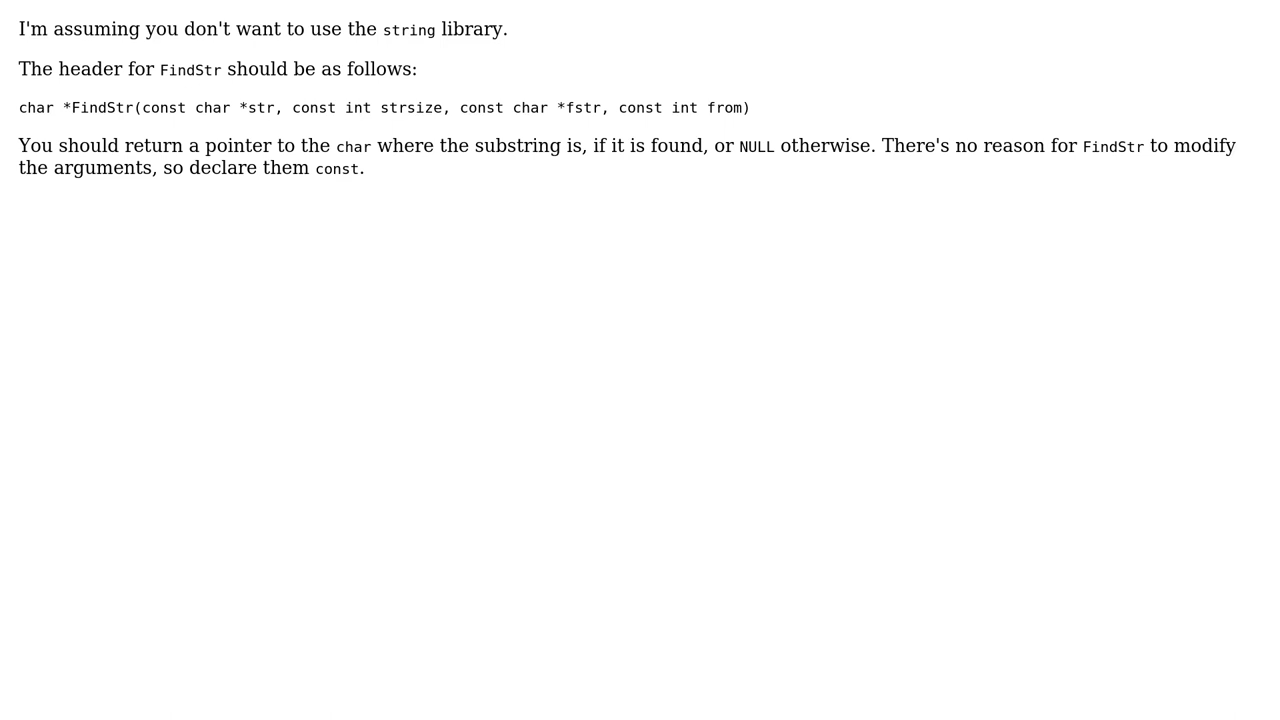 I'm assuming you don't want to use the string library.
The header for FindStr should be as follows:
char *FindStr(const char *str, const int strsize, const char *fstr, const int from)
You should return a pointer to the char where the substring is, if it is found, or NULL otherwise. There's no reason for FindStr to modify
the arguments, so declare them const.